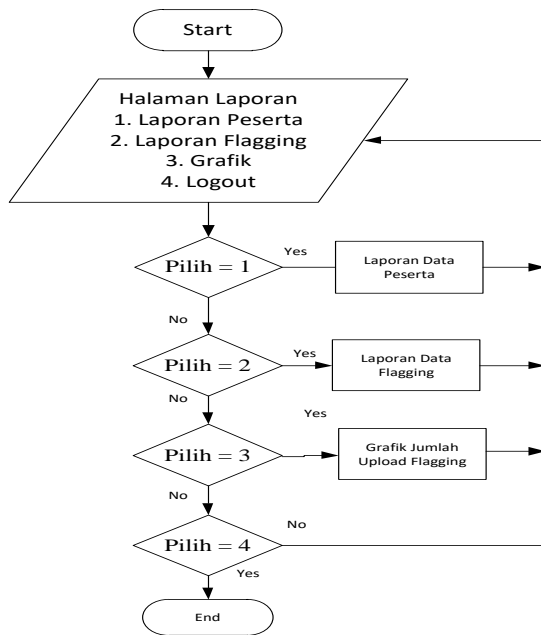 Start
Halaman Laporan
1. Laporan Peserta
2. Laporan Flagging
3. Grafik
4. Logout
Pilih = 1
Yes
Laporan Data
Peserta
No
Pilih = 2
Yes
Laporan Data
Flagging
No
Pilih = 3
Yes
Grafik Jumlah
Upload Flagging
No
Pilih = 4
No
Yes
End